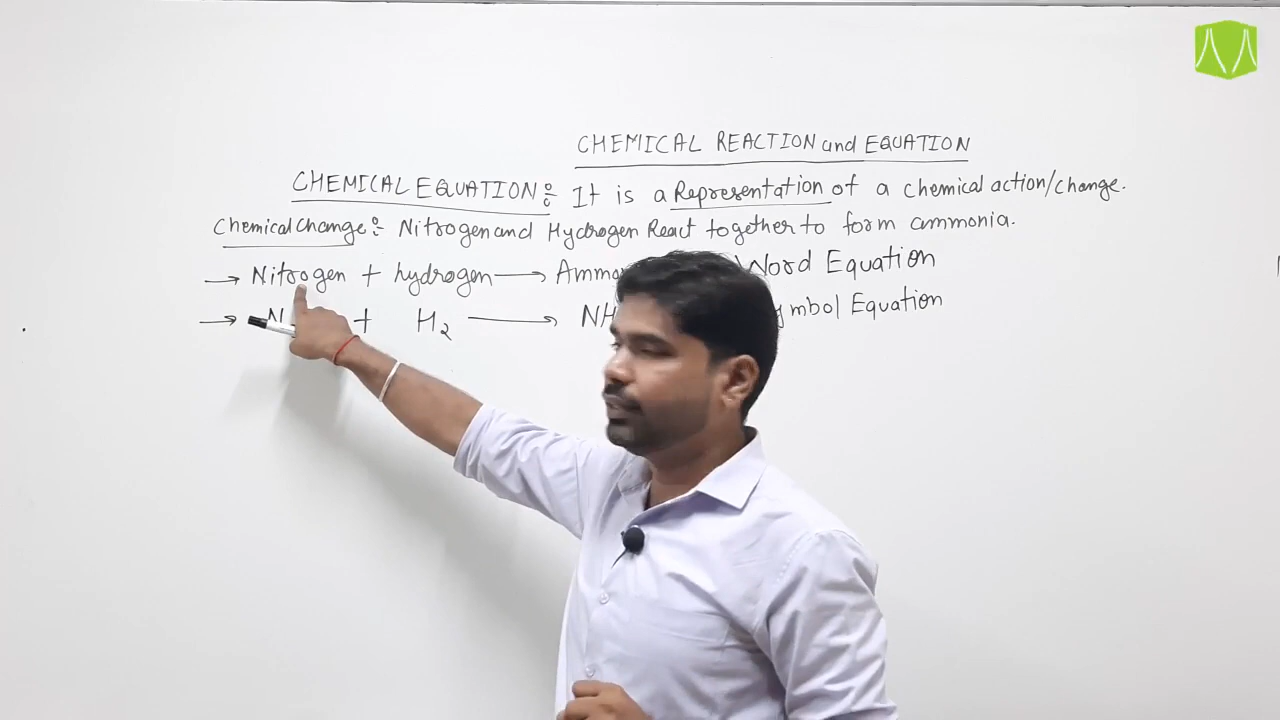 CHEMICAL REACTION and EQUATION
CHEMICAL EQUATION: It is a Representation of a chemical action/change.
Chemical Change:- Nitrogen and Hydrogen React together to form ammonia.
→ Nitrogen + hydrogen → Word Equation
→ N + H₂ → NH Equation